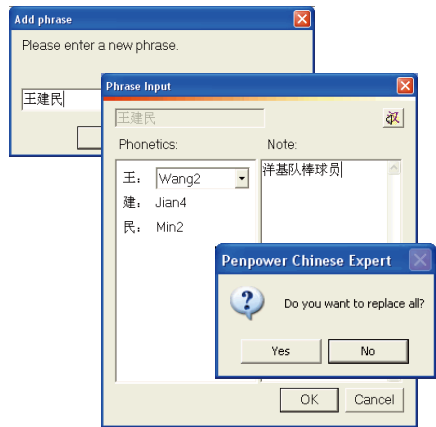 Add phrase
Please enter a new phrase.
王建民
Phrase Input
王建民
Phonetics:
Note:
王: Wang2
建: Jian4
民: Min2
洋基队棒球员
Penpower Chinese Expert
Do you want to replace all?
Yes
No
OK
Cancel